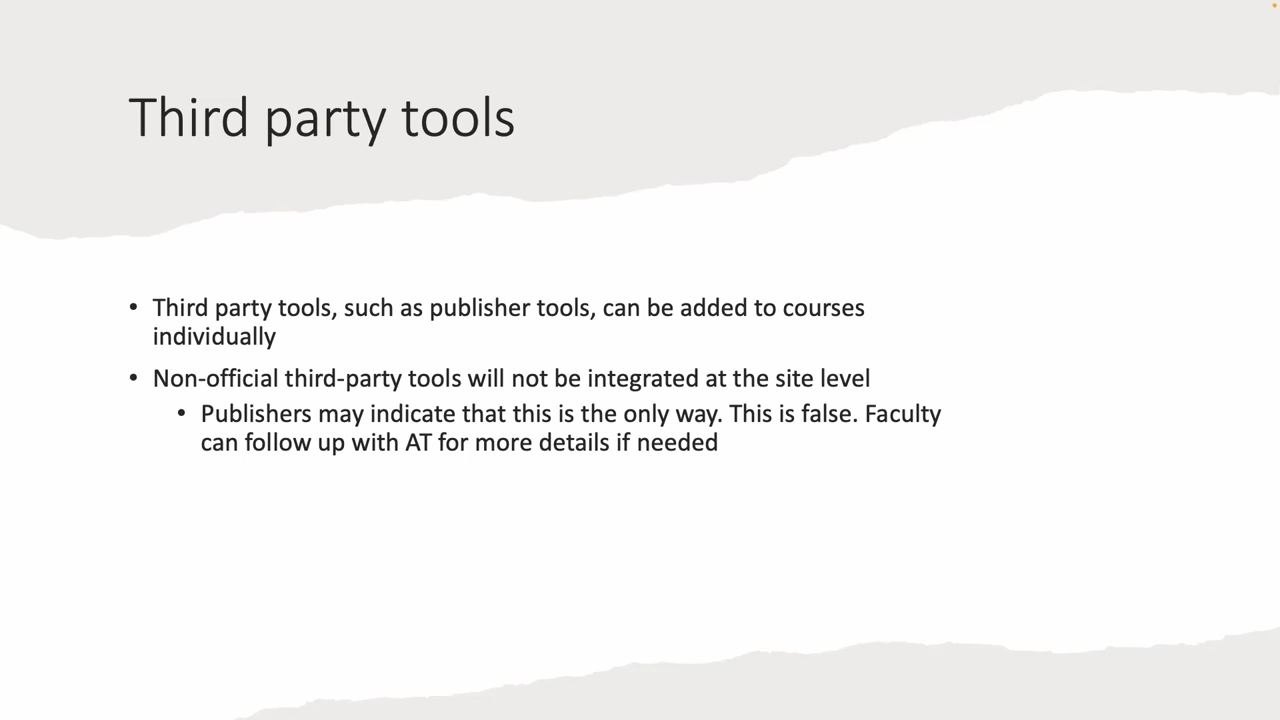 Third party tools
• Third party tools, such as publisher tools, can be added to courses
individually
• Non-official third-party tools will not be integrated at the site level
• Publishers may indicate that this is the only way. This is false. Faculty
can follow up with AT for more details if needed